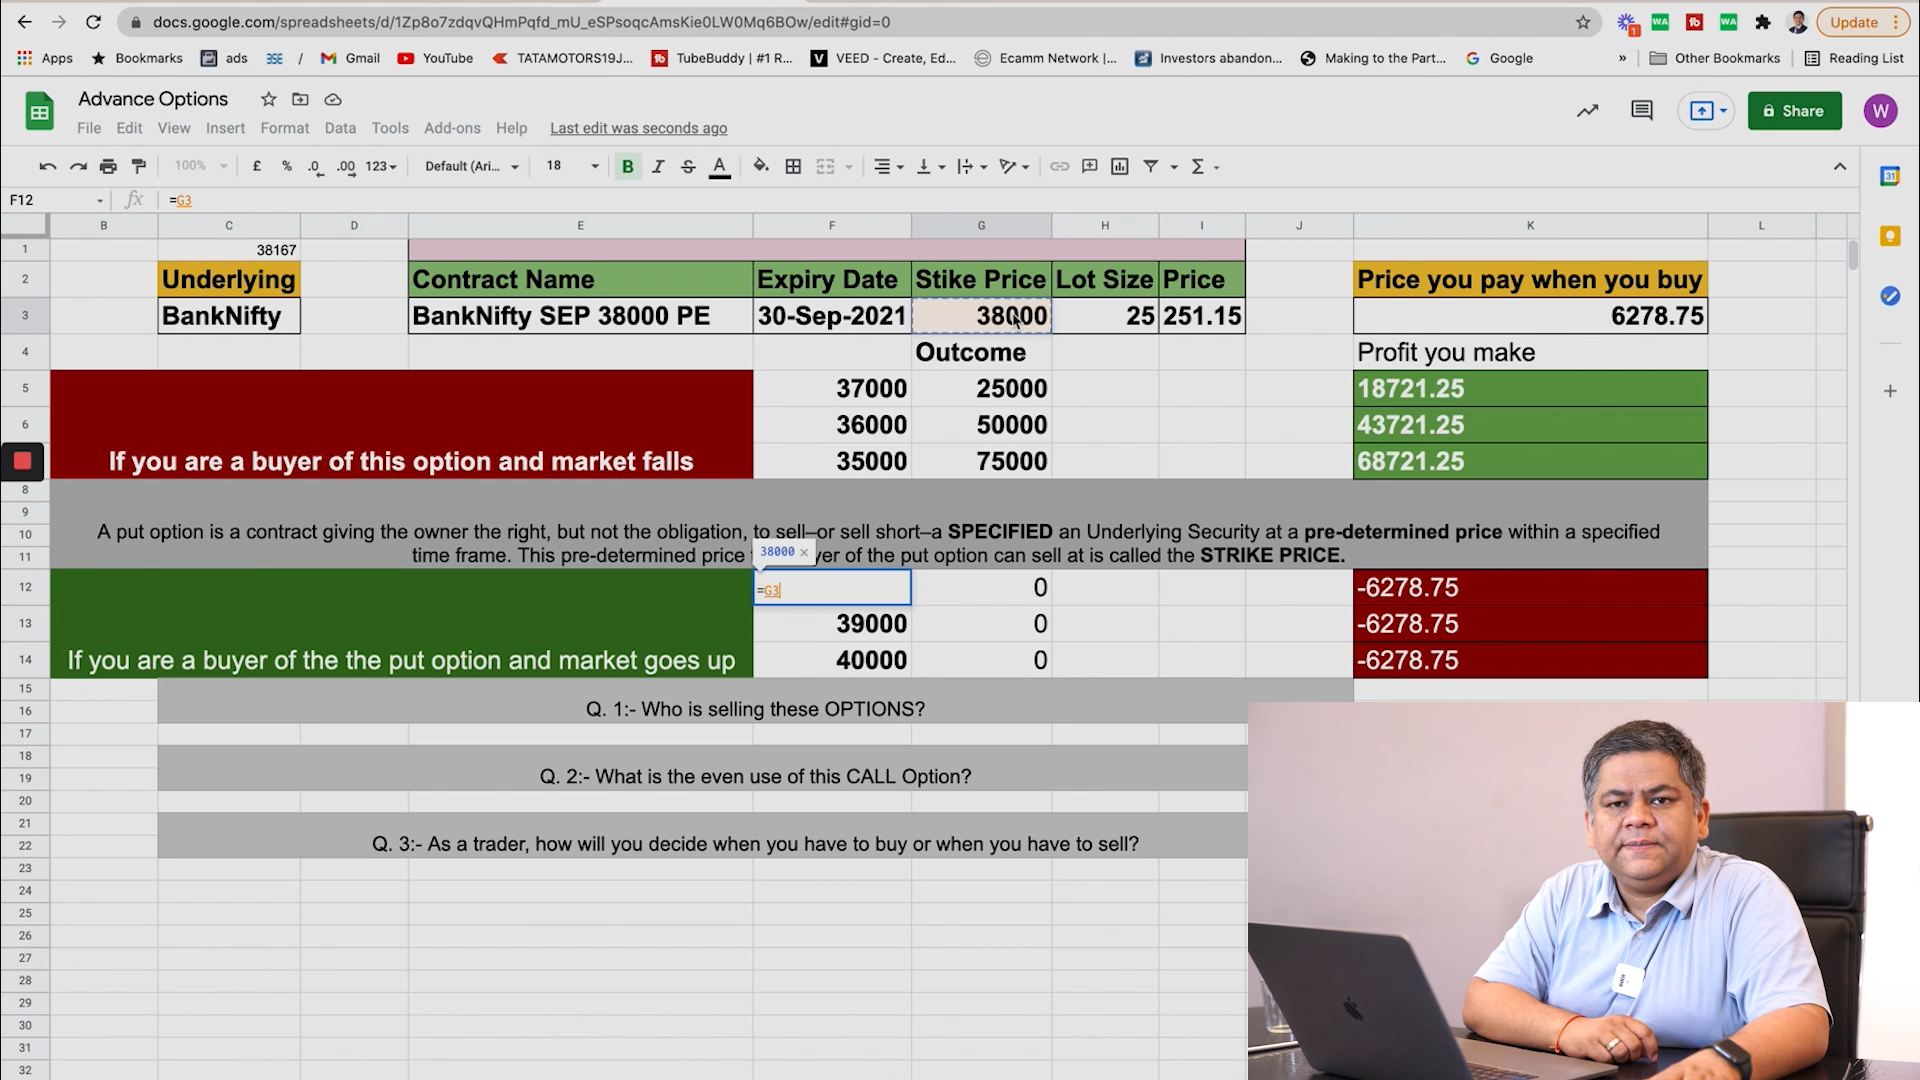 docs.google.com/spreadsheets/d/1Zp8o7zdqvQHmPqfd_mU_eSPsoqcAmsKie0LW0Mq6BOw/edit#gid=0
1 WA tb WA Update
Apps Bookmarks ads / Gmail YouTube TATAMOTORS19J... TubeBuddy | #1 R... VEED - Create, Ed... Ecamm Network |... Investors abandon... Making to the Part... Google » Other Bookmarks Reading List
Advance Options
Share W
File Edit View Insert Format Data Tools Add-ons Help Last edit was seconds ago
100% £ % .0 .00 123 Default (Ari... 18 B I S A Σ
31
F12 fx =G3
B C D E F G H I J K L
1 38167
2 Underlying Contract Name Expiry Date Stike Price Lot Size Price Price you pay when you buy
3 BankNifty BankNifty SEP 38000 PE 30-Sep-2021 38000 25 251.15 6278.75
4 Outcome Profit you make
5 37000 25000 18721.25
6 36000 50000 43721.25
If you are a buyer of this option and market falls 35000 75000 68721.25
8
9
10 A put option is a contract giving the owner the right, but not the obligation, to sell–or sell short–a SPECIFIED an Underlying Security at a pre-determined price within a specified
11 time frame. This pre-determined price 38000 × yer of the put option can sell at is called the STRIKE PRICE.
12 =G3 0 -6278.75
13 39000 0 -6278.75
14 If you are a buyer of the the put option and market goes up 40000 0 -6278.75
15
16 Q. 1:- Who is selling these OPTIONS?
17
18
19 Q. 2:- What is the even use of this CALL Option?
20
21
22 Q. 3:- As a trader, how will you decide when you have to buy or when you have to sell?
23
24
25
26
27
28
29
30
31
32